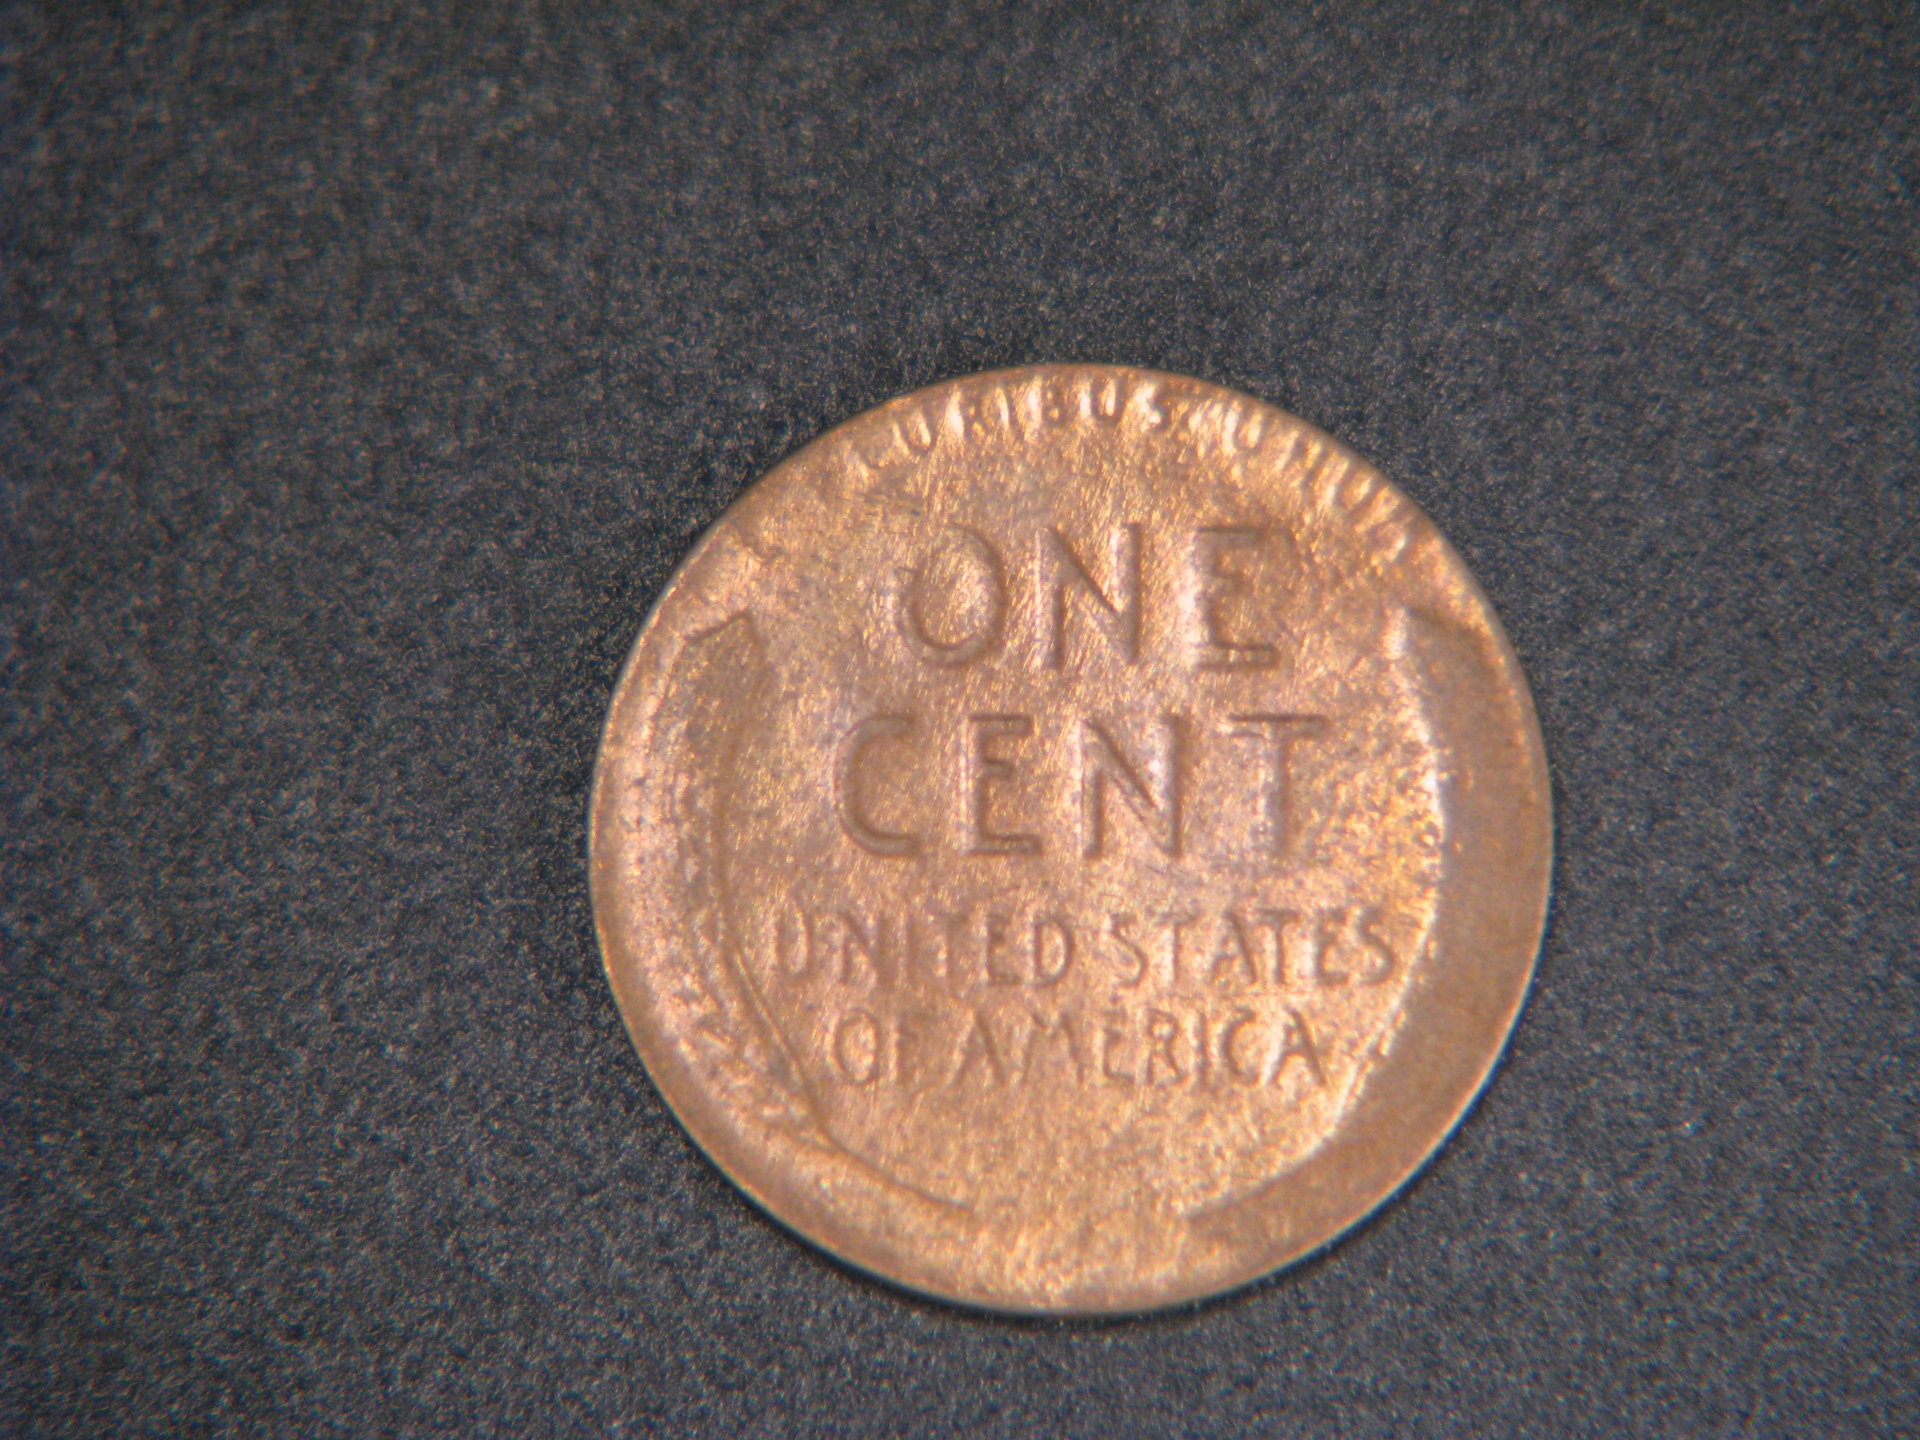 PLURIBUS UNUM
ONE
CENT
UNITED STATES
OF AMERICA